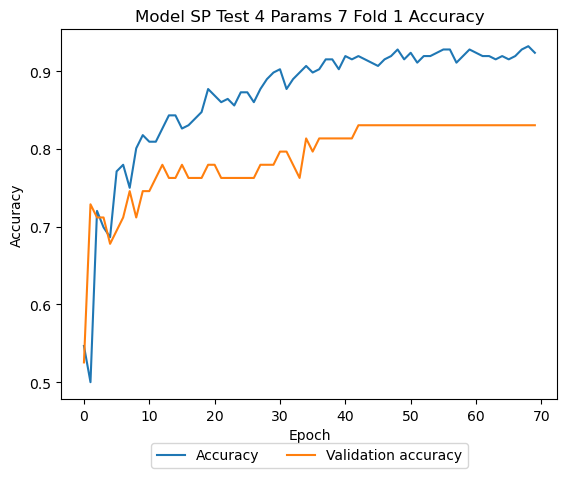 Model SP Test 4 Params 7 Fold 1 Accuracy
0.9
0.8
0.7
0.6
0.5
Accuracy
0 10 20 30 40 50 60 70
Epoch
Accuracy Validation accuracy